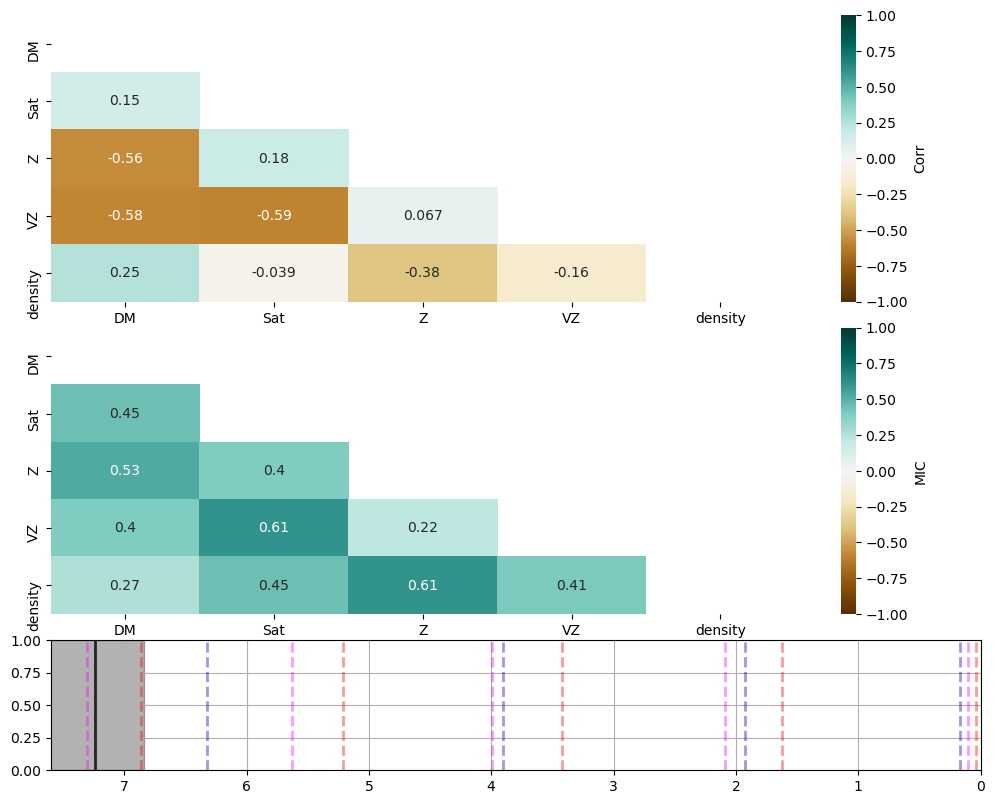 DM
Sat
Z
VZ
density
0.15
-0.56 0.18
-0.58 -0.59 0.067
0.25 -0.039 -0.38 -0.16
DM Sat Z VZ density
1.00
0.75
0.50
0.25
0.00
−0.25
−0.50
−0.75
−1.00
Corr
DM
Sat
Z
VZ
density
0.45
0.53 0.4
0.4 0.61 0.22
0.27 0.45 0.61 0.41
DM Sat Z VZ density
1.00
0.75
0.50
0.25
0.00
−0.25
−0.50
−0.75
−1.00
MIC
1.00
0.75
0.50
0.25
0.00
7 6 5 4 3 2 1 0